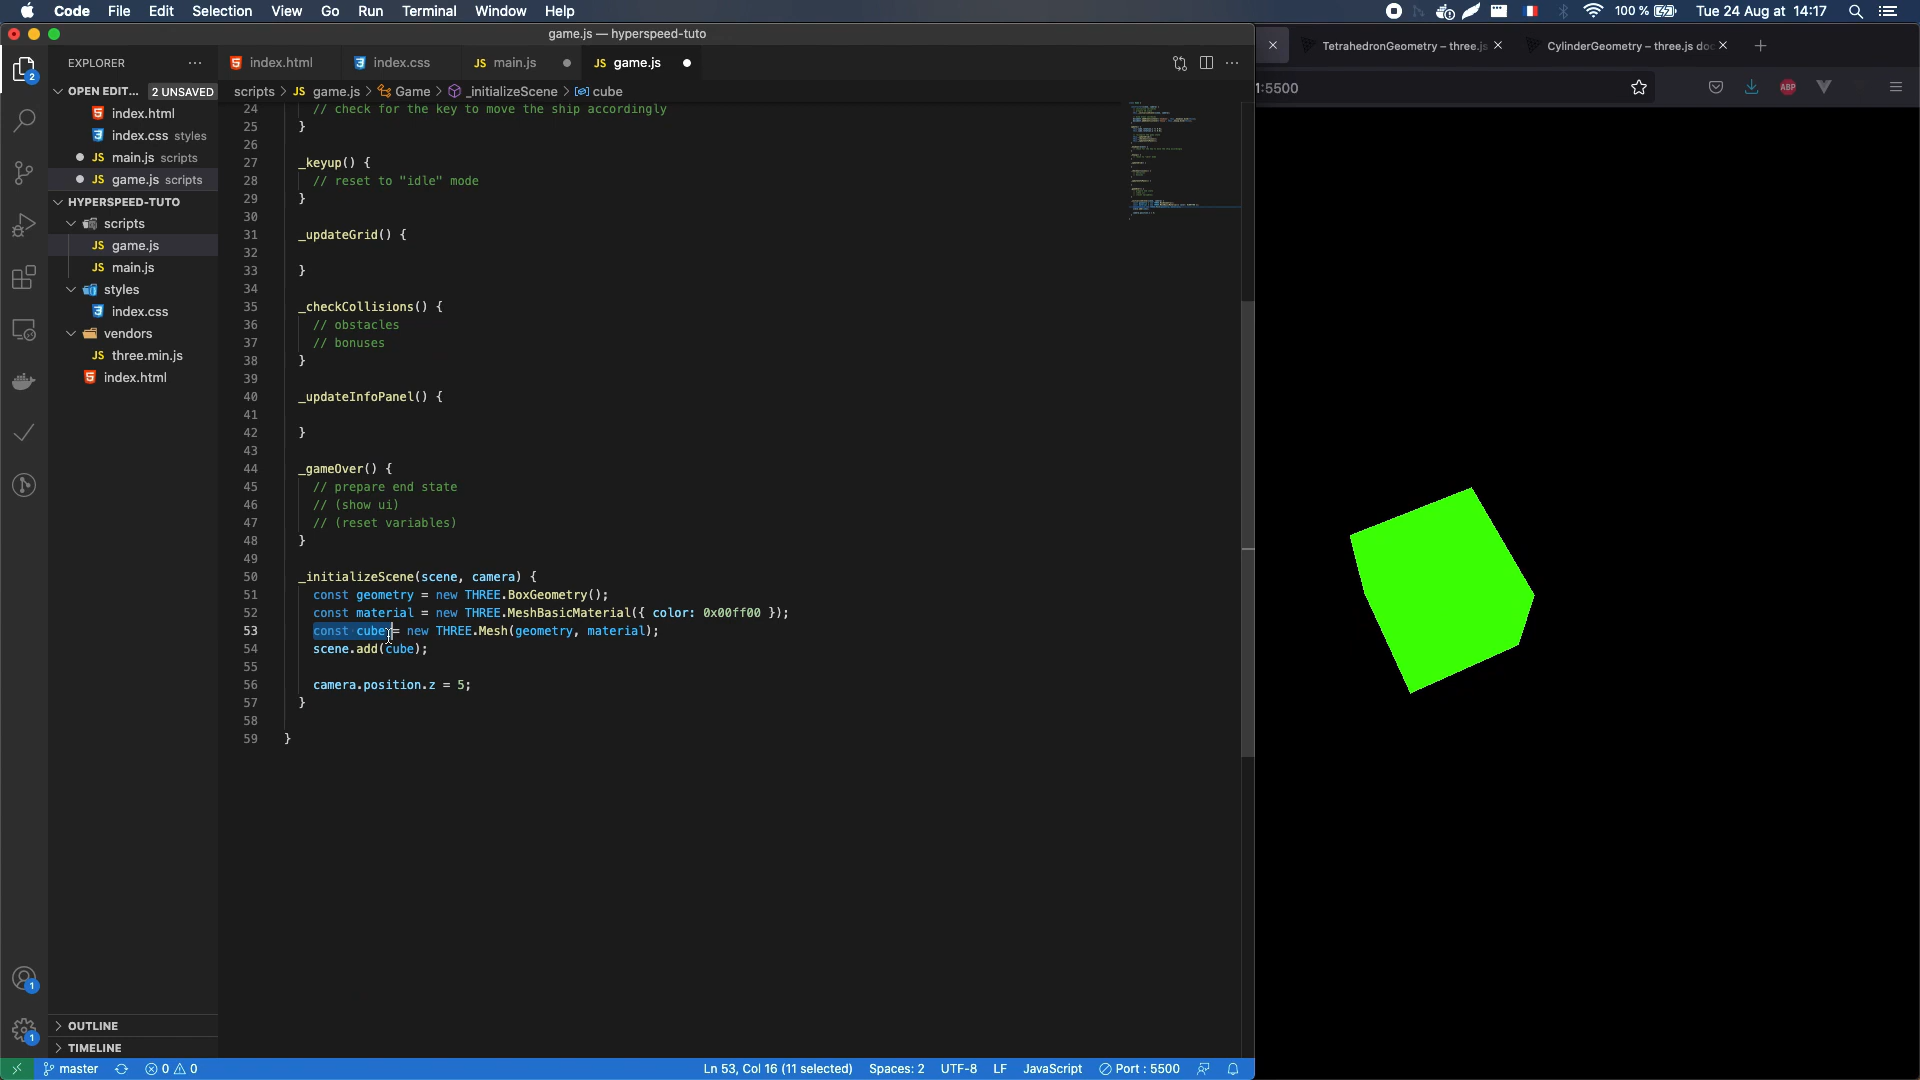 Code File Edit Selection View Go Run Terminal Window Help
100 % Tue 24 Aug at 14:17
game.js — hyperspeed-tuto
EXPLORER
index.html
index.css
main.js
game.js
TetrahedronGeometry – three.js
CylinderGeometry – three.js doc
OPEN EDIT... 2 UNSAVED
scripts > JS game.js > Game > _initializeScene > cube
1:5500
ABP
index.html
index.css styles
JS main.js scripts
JS game.js scripts
HYPERSPEED-TUTO
scripts
JS game.js
JS main.js
styles
index.css
vendors
JS three.min.js
index.html
24 // check for the key to move the ship accordingly
25 }
26
27 _keyup() {
28 // reset to "idle" mode
29 }
30
31 _updateGrid() {
32
33 }
34
35 _checkCollisions() {
36 // obstacles
37 // bonuses
38 }
39
40 _updateInfoPanel() {
41
42 }
43
44 _gameOver() {
45 // prepare end state
46 // (show ui)
47 // (reset variables)
48 }
49
50 _initializeScene(scene, camera) {
51 const geometry = new THREE.BoxGeometry();
52 const material = new THREE.MeshBasicMaterial({ color: 0x00ff00 });
53 const cube = new THREE.Mesh(geometry, material);
54 scene.add(cube);
55
56 camera.position.z = 5;
57 }
58
59 }
OUTLINE
TIMELINE
master 0 0 Ln 53, Col 16 (11 selected) Spaces: 2 UTF-8 LF JavaScript Port : 5500